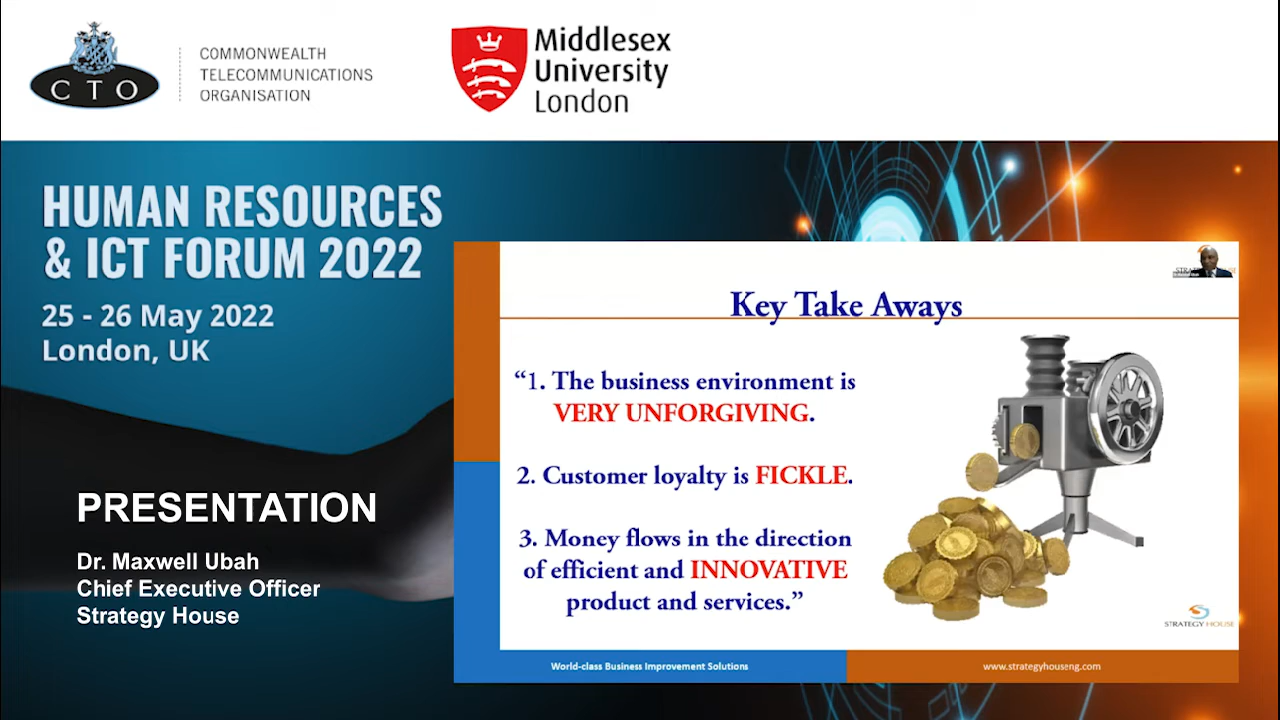 CTO
COMMONWEALTH
TELECOMMUNICATIONS
ORGANISATION
Middlesex
University
London
HUMAN RESOURCES
& ICT FORUM 2022
25 - 26 May 2022
London, UK
PRESENTATION
Dr. Maxwell Ubah
Chief Executive Officer
Strategy House
Key Take Aways
“1. The business environment is
VERY UNFORGIVING.
2. Customer loyalty is FICKLE.
3. Money flows in the direction
of efficient and INNOVATIVE
product and services.”
STRATEGY HOUSE
World-class Business Improvement Solutions
www.strategyhouseng.com